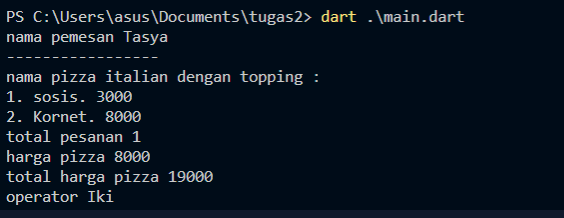 PS C:\Users\asus\Documents\tugas2> dart .\main.dart
nama pemesan Tasya
-----------------
nama pizza italian dengan topping :
1. sosis. 3000
2. Kornet. 8000
total pesanan 1
harga pizza 8000
total harga pizza 19000
operator Iki